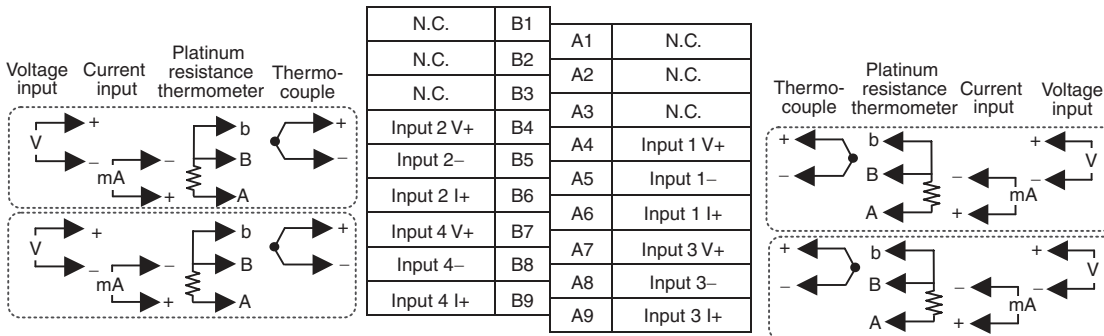 Voltage input
Current input
Platinum resistance thermometer
Thermo-couple
+
V
−
−
mA
+
b
B
A
+
−
+
V
−
−
mA
+
b
B
A
+
−
N.C. B1
N.C. B2
N.C. B3
Input 2 V+ B4
Input 2− B5
Input 2 I+ B6
Input 4 V+ B7
Input 4− B8
Input 4 I+ B9
A1 N.C.
A2 N.C.
A3 N.C.
A4 Input 1 V+
A5 Input 1−
A6 Input 1 I+
A7 Input 3 V+
A8 Input 3−
A9 Input 3 I+
Thermo-couple
Platinum resistance thermometer
Current input
Voltage input
+
−
b
B
A
−
mA
+
+
V
−
+
−
b
B
A
−
mA
+
+
V
−